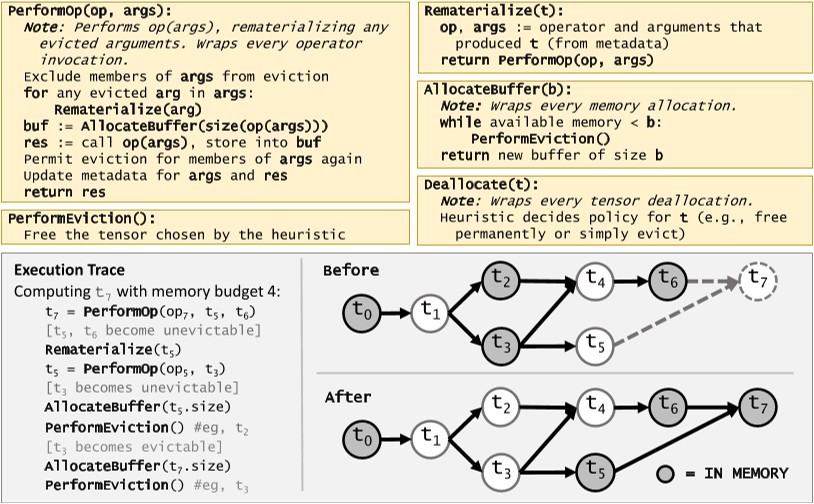 PerformOp(op, args):
Note: Performs op(args), rematerializing any
evicted arguments. Wraps every operator
invocation.
Exclude members of args from eviction
for any evicted arg in args:
Rematerialize(arg)
buf := AllocateBuffer(size(op(args)))
res := call op(args), store into buf
Permit eviction for members of args again
Update metadata for args and res
return res
PerformEviction():
Free the tensor chosen by the heuristic
Rematerialize(t):
op, args := operator and arguments that
produced t (from metadata)
return PerformOp(op, args)
AllocateBuffer(b):
Note: Wraps every memory allocation.
while available memory < b:
PerformEviction()
return new buffer of size b
Deallocate(t):
Note: Wraps every tensor deallocation.
Heuristic decides policy for t (e.g., free
permanently or simply evict)
Execution Trace
Computing t₇ with memory budget 4:
t₇ = PerformOp(op₇, t₅, t₆)
[t₅, t₆ become unevictable]
Rematerialize(t₅)
t₅ = PerformOp(op₅, t₃)
[t₃ becomes unevictable]
AllocateBuffer(t₅.size)
PerformEviction() #eg, t₂
[t₃ becomes evictable]
AllocateBuffer(t₇.size)
PerformEviction() #eg, t₃
Before
t₀
t₁
t₂
t₃
t₄
t₅
t₆
t₇
After
t₀
t₁
t₂
t₃
t₄
t₅
t₆
t₇
= IN MEMORY